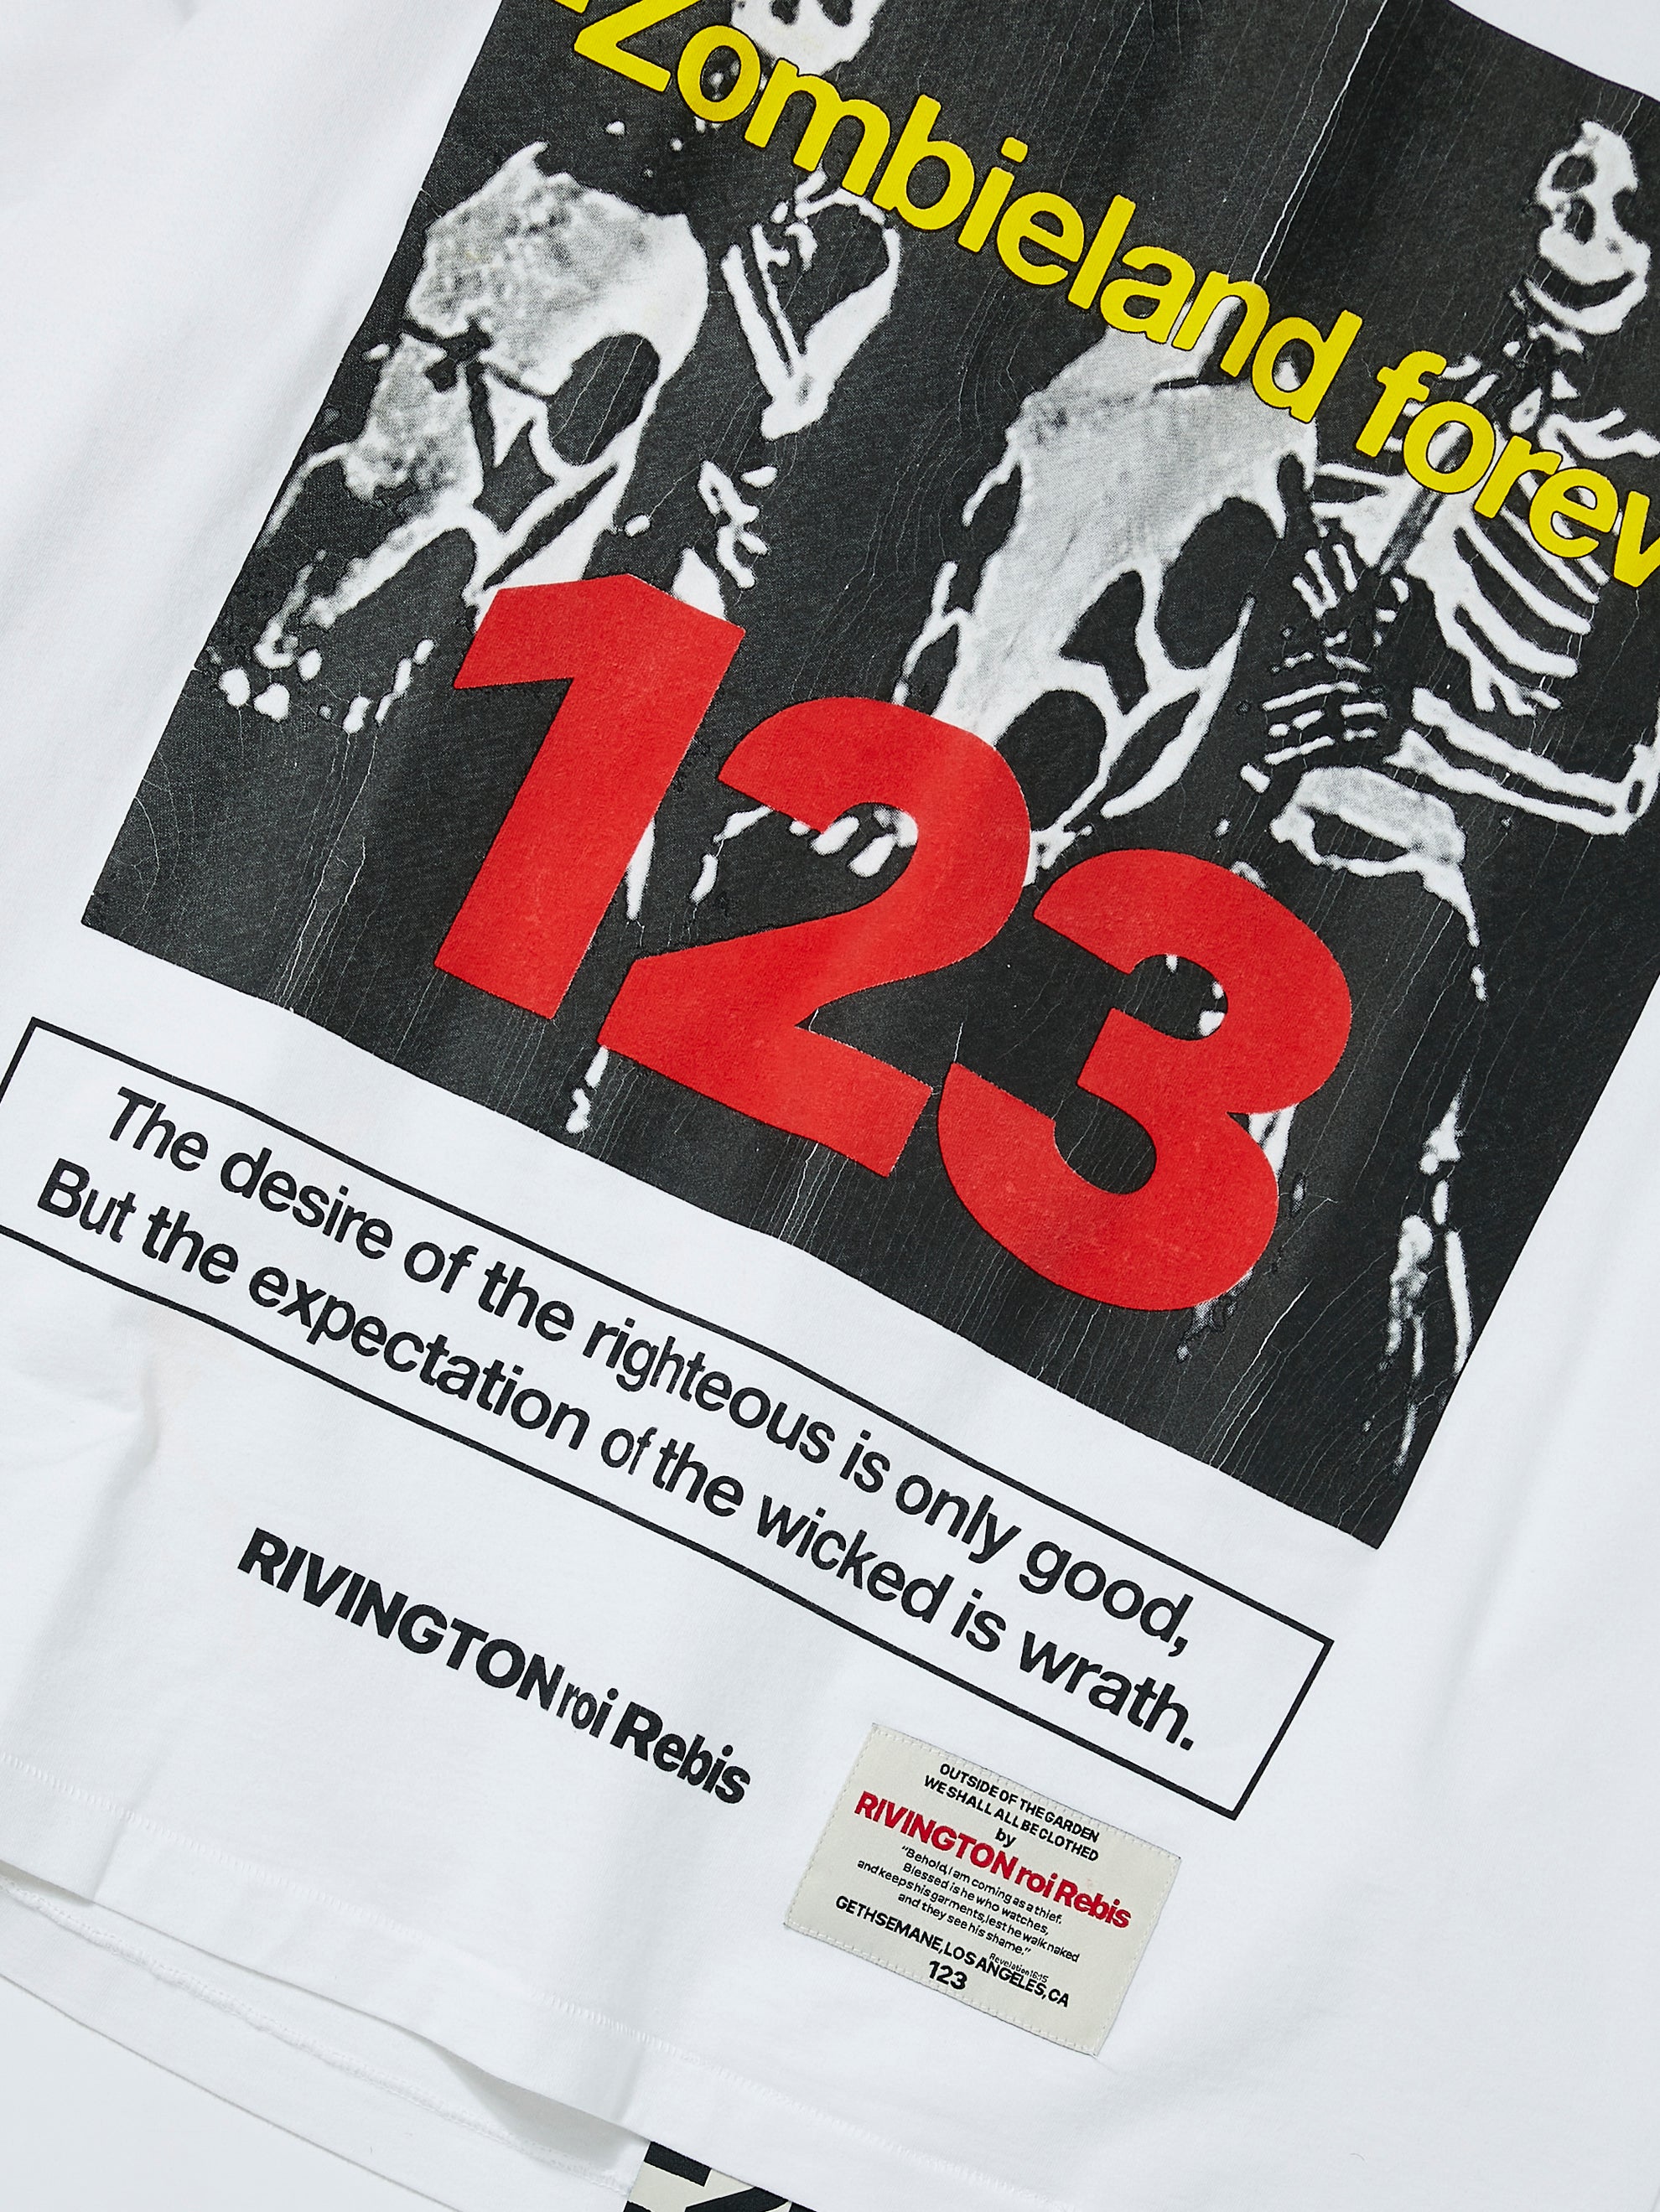 Zombieland forev
123
The desire of the righteous is only good,
But the expectation of the wicked is wrath.
RIVINGTON roi Rebis
OUTSIDE OF THE GARDEN
WE SHALL ALL BE CLOTHED
by
RIVINGTON roi Rebis
“Behold, I am coming as a thief.
Blessed is he who watches,
and keeps his garments, lest he walk naked
and they see his shame.”
Revelation 16:15
GETHSEMANE, LOS ANGELES, CA
123